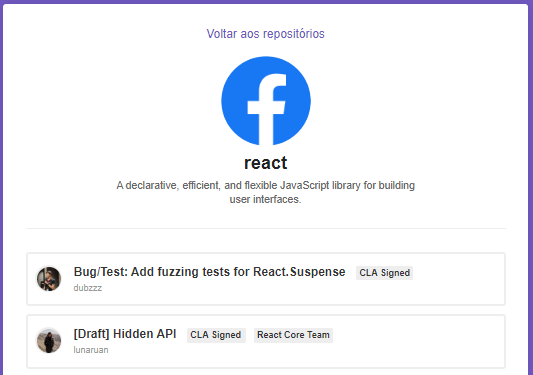 Voltar aos repositórios
react
A declarative, efficient, and flexible JavaScript library for building
user interfaces.
Bug/Test: Add fuzzing tests for React.Suspense CLA Signed
dubzzz
[Draft] Hidden API CLA Signed React Core Team
lunaruan